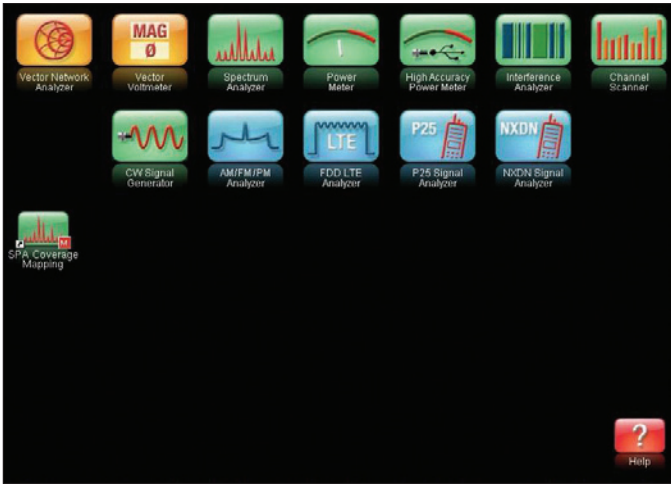 MAG
Ø
Vector Network
Analyzer
Vector
Voltmeter
Spectrum
Analyzer
Power
Meter
High Accuracy
Power Meter
Interference
Analyzer
Channel
Scanner
LTE
P25
NXDN
CW Signal
Generator
AM/FM/PM
Analyzer
FDD LTE
Analyzer
P25 Signal
Analyzer
NXDN Signal
Analyzer
M
SPA Coverage
Mapping
?
Help